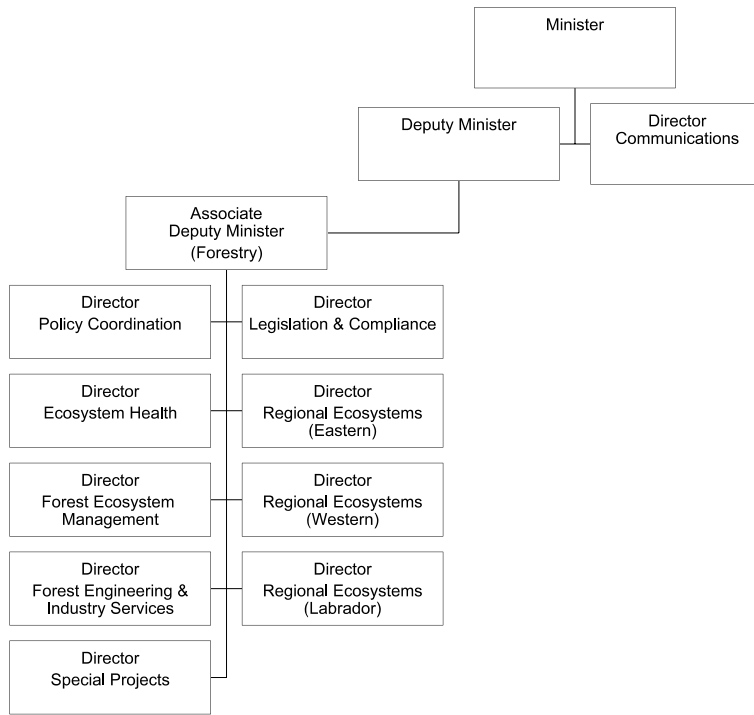 Minister
Deputy Minister
Director
Communications
Associate
Deputy Minister
(Forestry)
Director
Policy Coordination
Director
Legislation & Compliance
Director
Ecosystem Health
Director
Regional Ecosystems
(Eastern)
Director
Forest Ecosystem
Management
Director
Regional Ecosystems
(Western)
Director
Forest Engineering &
Industry Services
Director
Regional Ecosystems
(Labrador)
Director
Special Projects